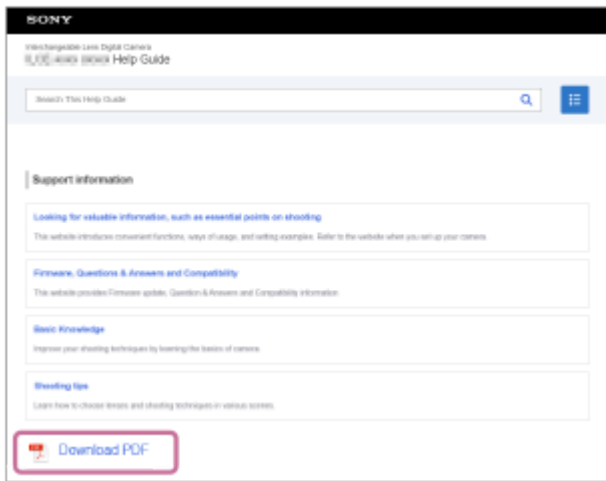 SONY
Interchangeable Lens Digital Camera
Help Guide
Search This Help Guide
Support information
Looking for valuable information, such as essential points on shooting
This website introduces convenient functions, ways of usage, and setting examples. Refer to the website when you set up your camera.
Firmware, Questions & Answers and Compatibility
This website provides Firmware update, Question & Answers and Compatibility information.
Basic Knowledge
Improve your shooting techniques by learning the basics of camera.
Shooting tips
Learn how to choose lenses and shooting techniques in various scenes.
Download PDF